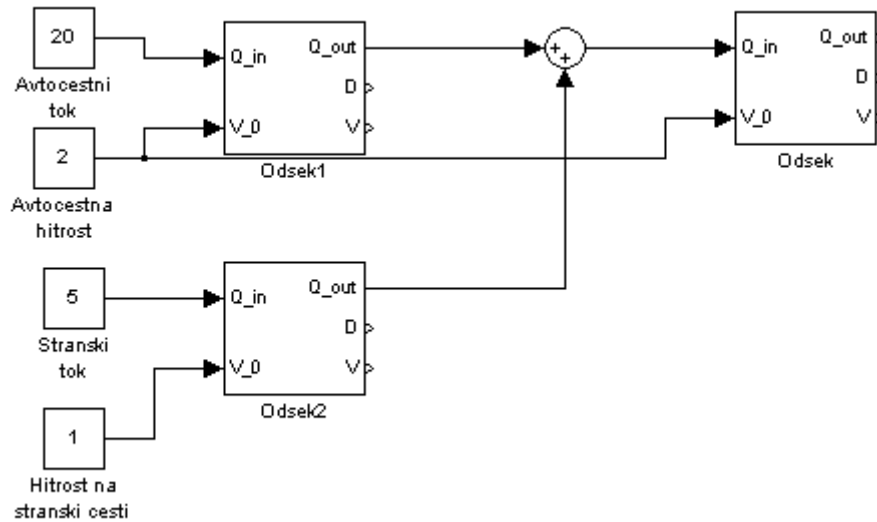 20
Avtocestni
tok
2
Avtocestna
hitrost
Q_in
V_0
Q_out
D
V
Odsek1
+
+
Q_in
V_0
Q_out
D
V
Odsek
5
Stranski
tok
1
Hitrost na
stranski cesti
Q_in
V_0
Q_out
D
V
Odsek2